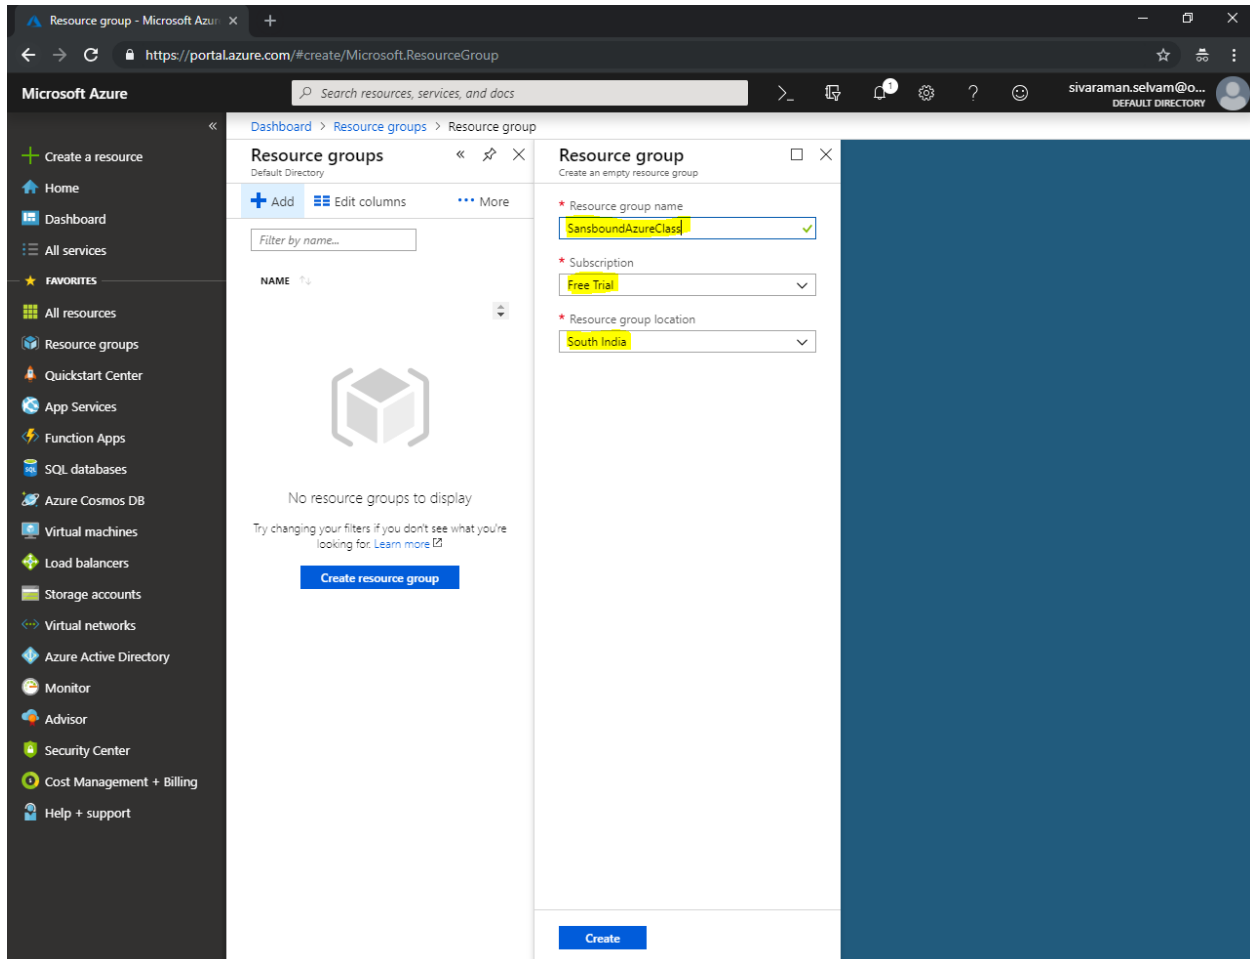 Resource group - Microsoft Azur
https://portal.azure.com/#create/Microsoft.ResourceGroup
Microsoft Azure
Search resources, services, and docs
1
sivaraman.selvam@o...
DEFAULT DIRECTORY
Dashboard > Resource groups > Resource group
Create a resource
Home
Dashboard
All services
FAVORITES
All resources
Resource groups
Quickstart Center
App Services
Function Apps
SQL databases
Azure Cosmos DB
Virtual machines
Load balancers
Storage accounts
Virtual networks
Azure Active Directory
Monitor
Advisor
Security Center
Cost Management + Billing
Help + support
Resource groups
Default Directory
Add
Edit columns
More
Filter by name...
NAME
No resource groups to display
Try changing your filters if you don't see what you're
looking for. Learn more
Create resource group
Resource group
Create an empty resource group
* Resource group name
SansboundAzureClass
* Subscription
Free Trial
* Resource group location
South India
Create